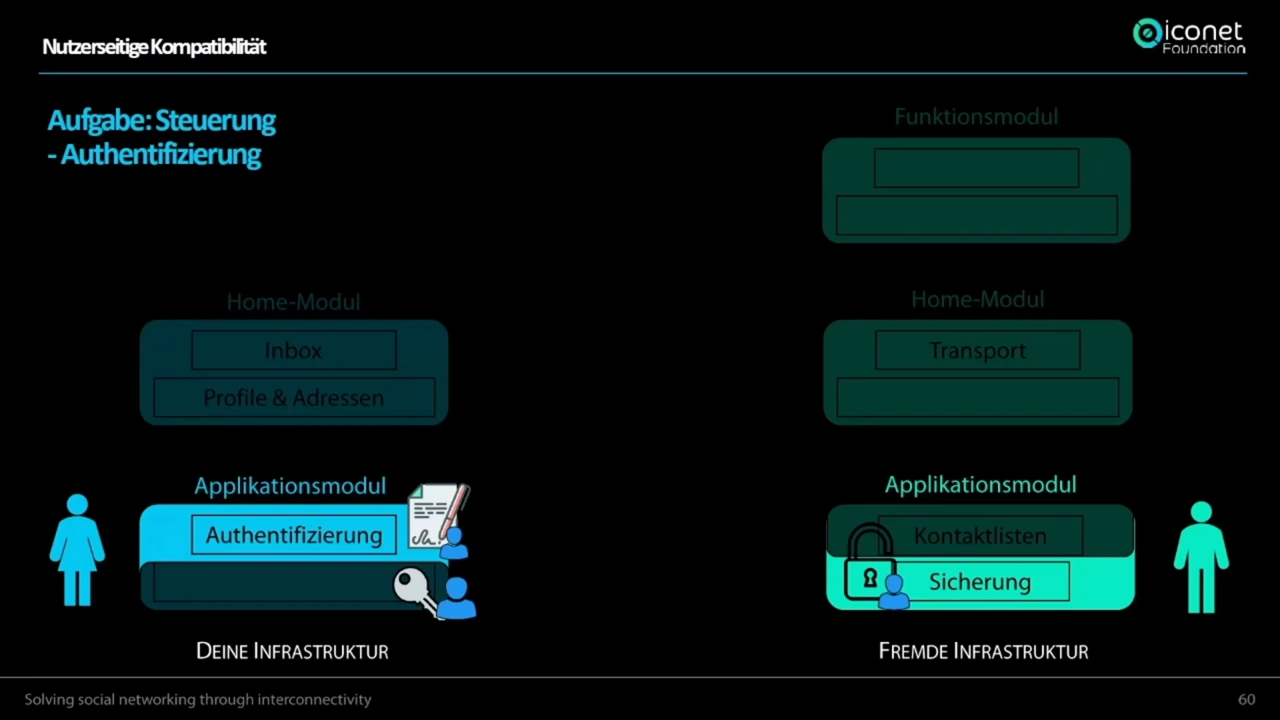 Nutzerseitige Kompatibilität
iconet
Foundation
Aufgabe: Steuerung
- Authentifizierung
Funktionsmodul
Home-Modul
Inbox
Profile & Adressen
Home-Modul
Transport
Applikationsmodul
Authentifizierung
Applikationsmodul
Kontaktlisten
Sicherung
DEINE INFRASTRUKTUR
FREMDE INFRASTRUKTUR
Solving social networking through interconnectivity
60